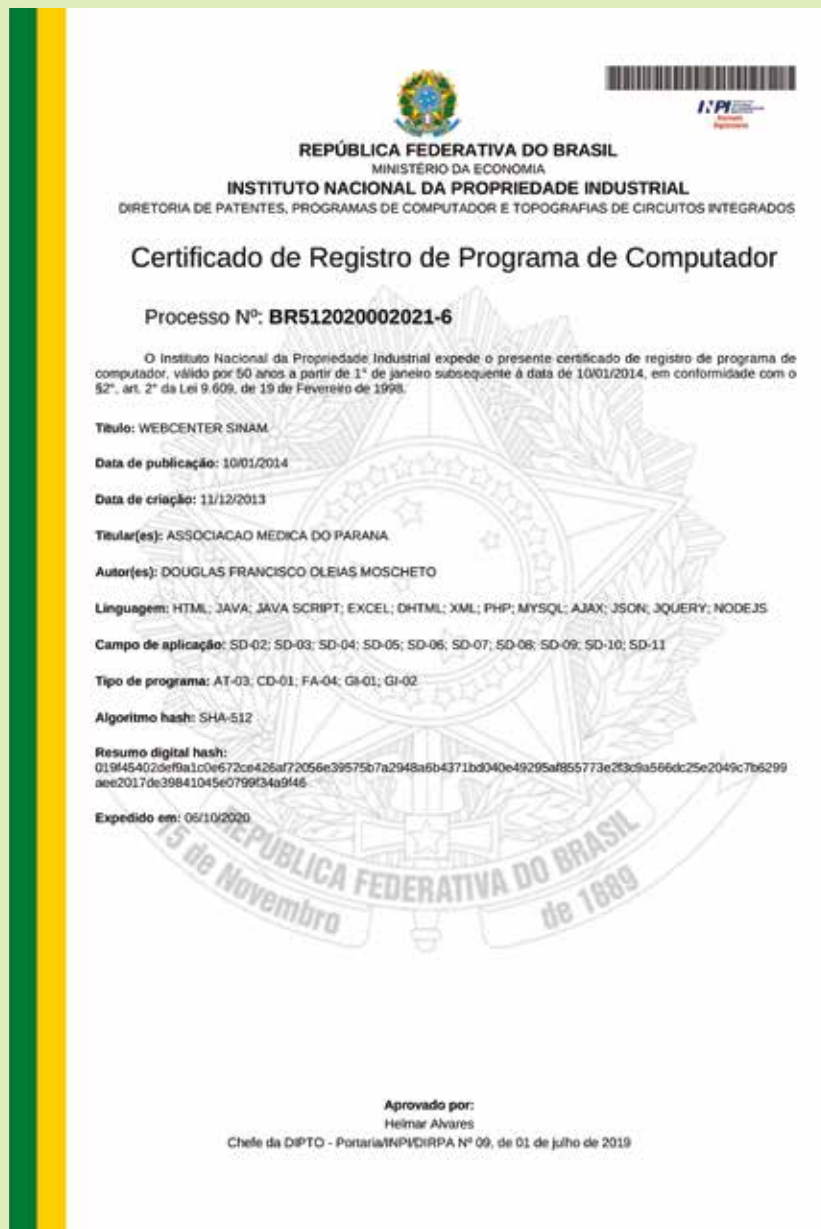 INPI
REPÚBLICA FEDERATIVA DO BRASIL
MINISTÉRIO DA ECONOMIA
INSTITUTO NACIONAL DA PROPRIEDADE INDUSTRIAL
DIRETORIA DE PATENTES, PROGRAMAS DE COMPUTADOR E TOPOGRAFIAS DE CIRCUITOS INTEGRADOS
Certificado de Registro de Programa de Computador
Processo Nº: BR512020002021-6
O Instituto Nacional da Propriedade Industrial expede o presente certificado de registro de programa de
computador, válido por 50 anos a partir de 1° de janeiro subsequente à data de 10/01/2014, em conformidade com o
§2°, art. 2° da Lei 9.609, de 19 de Fevereiro de 1998.
Título: WEBCENTER SINAM
Data de publicação: 10/01/2014
Data de criação: 11/12/2013
Titular(es): ASSOCIACAO MEDICA DO PARANA
Autor(es): DOUGLAS FRANCISCO OLEIAS MOSCHETO
Linguagem: HTML; JAVA; JAVA SCRIPT; EXCEL; DHTML; XML; PHP; MYSQL; AJAX; JSON; JQUERY; NODEJS
Campo de aplicação: SD-02; SD-03; SD-04; SD-05; SD-06; SD-07; SD-08; SD-09; SD-10; SD-11
Tipo de programa: AT-03; CD-01; FA-04; GI-01; GI-02
Algoritmo hash: SHA-512
Resumo digital hash:
Expedido em: 06/10/2020
REPUBLICA FEDERATIVA DO BRASIL
15 de Novembro de 1889
Aprovado por:
Helmar Alvares
Chefe da DIPTO - Portaria/INPI/DIRPA Nº 09, de 01 de julho de 2019